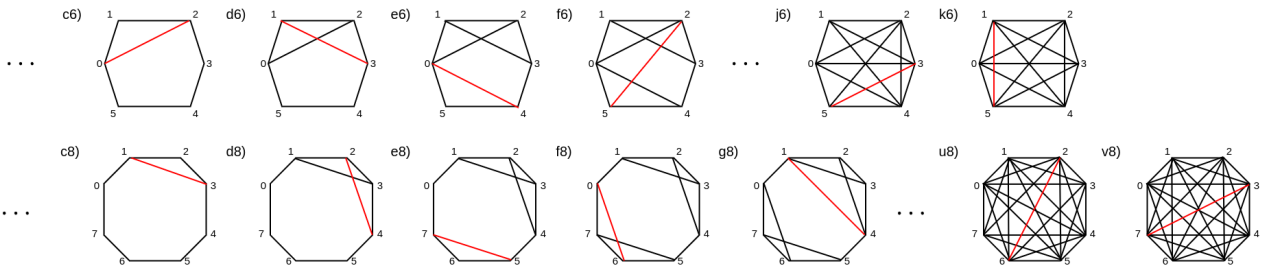 c6) d6) e6) f6) j6) k6)
1 2 1 2 1 2 1 2 1 2 1 2
... 0 3 0 3 0 3 0 3 ... 0 3 0 3
5 4 5 4 5 4 5 4 5 4 5 4
c8) d8) e8) f8) g8) u8) v8)
1 2 1 2 1 2 1 2 1 2 1 2 1 2
0 3 0 3 0 3 0 3 0 3 0 3 0 3
...
7 4 7 4 7 4 7 4 7 4 7 4 7 4
6 5 6 5 6 5 6 5 6 5 6 5 6 5